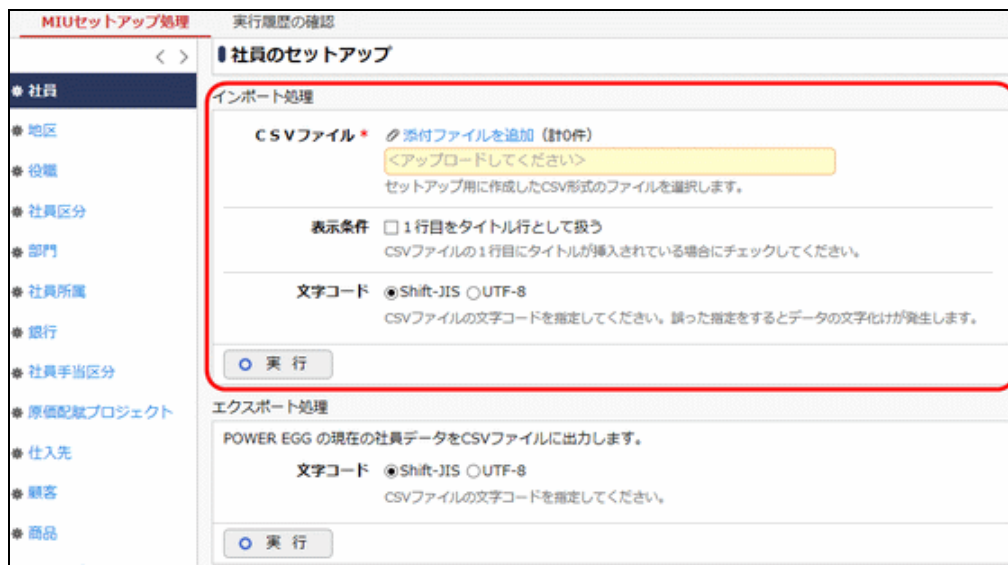 MIUセットアップ処理 実行履歴の確認
< >
社員のセットアップ
社員
地区
役職
社員区分
部門
社員所属
銀行
社員手当区分
原価配賦プロジェクト
仕入先
顧客
商品
インポート処理
CSVファイル * 添付ファイルを追加 (計0件)
<アップロードしてください>
セットアップ用に作成したCSV形式のファイルを選択します。
表示条件 1行目をタイトル行として扱う
CSVファイルの1行目にタイトルが挿入されている場合にチェックしてください。
文字コード Shift-JIS UTF-8
CSVファイルの文字コードを指定してください。誤った指定をするとデータの文字化けが発生します。
実 行
エクスポート処理
POWER EGG の現在の社員データをCSVファイルに出力します。
文字コード Shift-JIS UTF-8
CSVファイルの文字コードを指定してください。
実 行